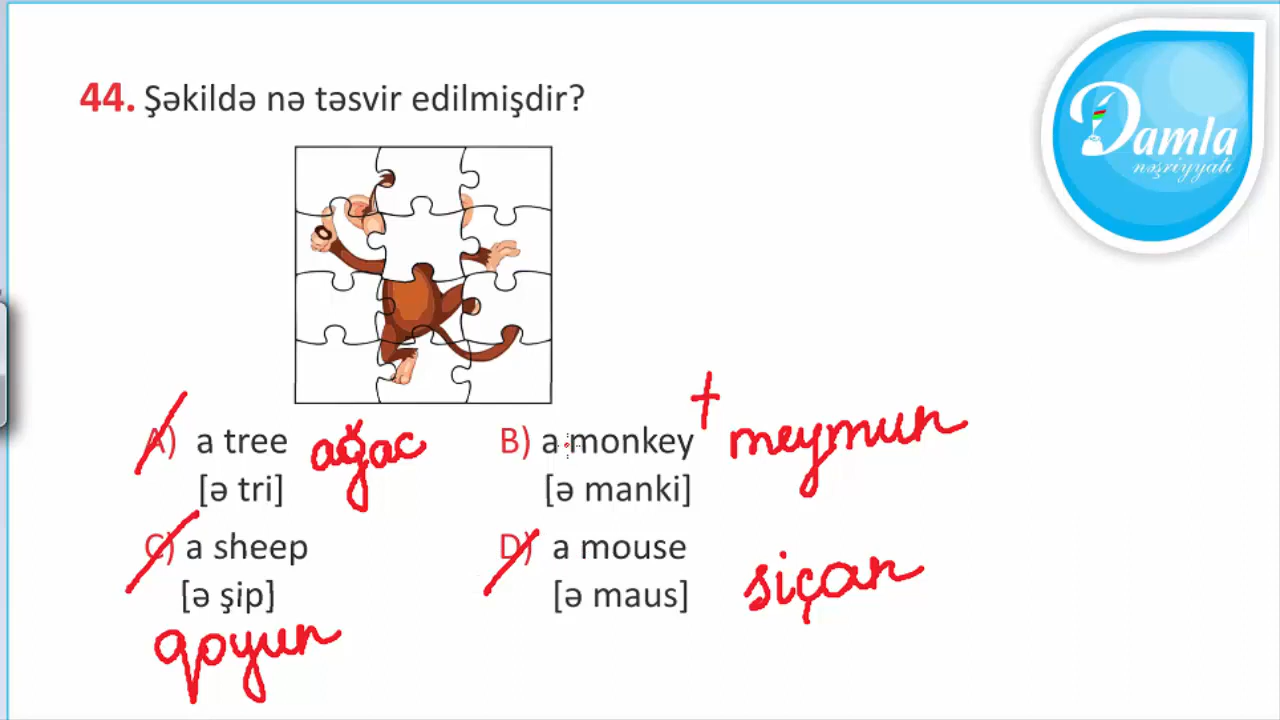 44. Şəkildə nə təsvir edilmişdir?
Damla
nəşriyyatı
A) a tree ağac B) a monkey + meymun
[ə tri] [ə manki]
C) a sheep D) a mouse siçan
[ə şip] [ə maus]
qoyun